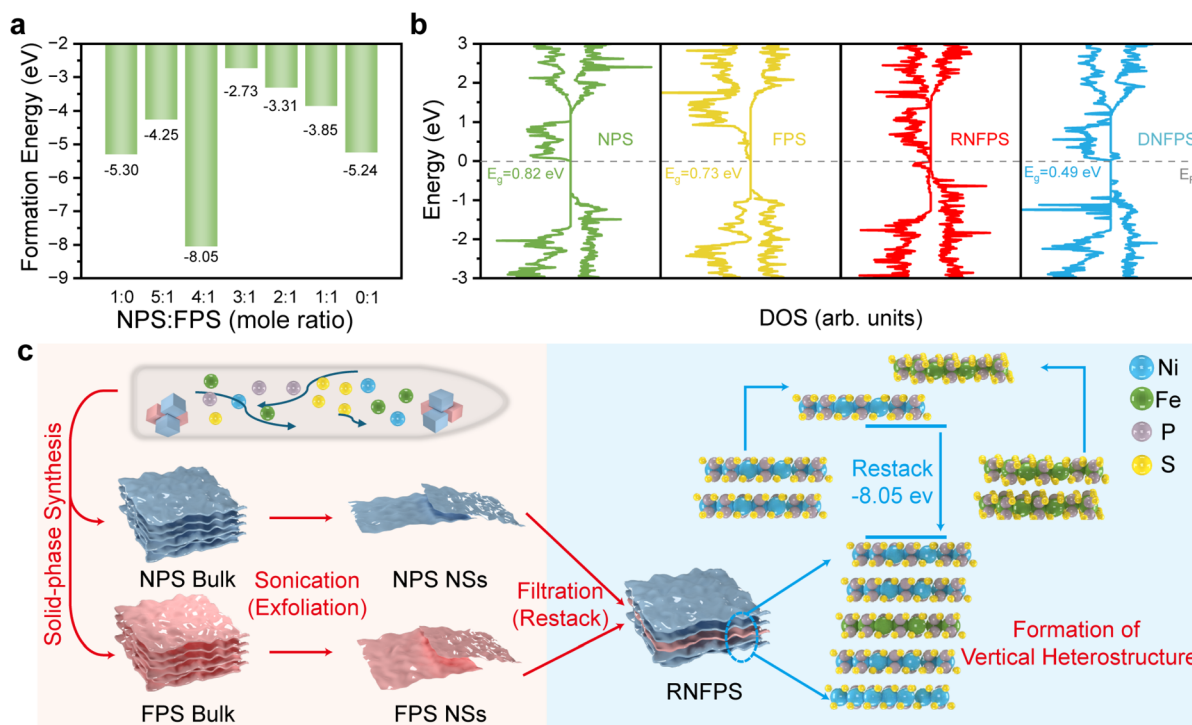 a
Formation Energy (eV)
-2
-3
-4
-5
-6
-7
-8
-9
-5.30
-4.25
-8.05
-2.73
-3.31
-3.85
-5.24
1:0 5:1 4:1 3:1 2:1 1:1 0:1
NPS:FPS (mole ratio)
b
Energy (eV)
3
2
1
0
-1
-2
-3
NPS
E_g=0.82 eV
FPS
E_g=0.73 eV
RNFPS
DNFPS
E_g=0.49 eV
E_F
DOS (arb. units)
c
Solid-phase Synthesis
NPS Bulk
FPS Bulk
Sonication
(Exfoliation)
NPS NSs
FPS NSs
Filtration
(Restack)
RNFPS
Restack
-8.05 ev
Ni
Fe
P
S
Formation of
Vertical Heterostructure